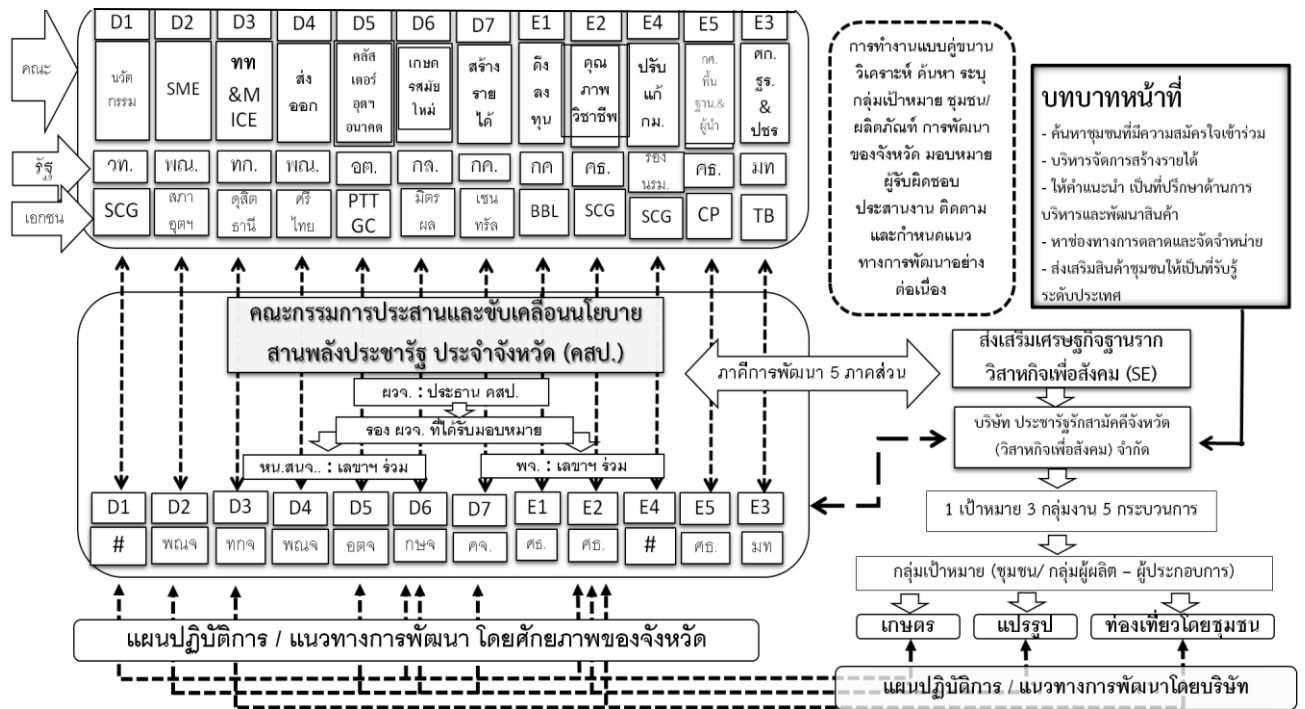 D1 D2 D3 D4 D5 D6 D7 E1 E2 E4 E5 E3
คณะ
นวัต
กรรม
SME
ทท
&M
ICE
ส่ง
ออก
คลัส
เตอร์
อุตฯ
อนาคต
เกษต
รสมัย
ใหม่
สร้าง
ราย
ได้
ดึง
ลง
ทุน
คุณ
ภาพ
วิชาชีพ
ปรับ
แก้
กม.
กศ.
พื้น
ฐาน.&
ผู้นำ
ศก.
ฐร.
&
ปชร
รัฐ
วท. พณ. ทก. พณ. อต. กล. กค. กค ศธ. รอง ศธ. มท
นรม.
เอกชน
SCG
สภา
อุตฯ
ดุสิต
ธานี
ศรี
ไทย
PTT
GC
มิตร
ผล
เซน
ทรัล
BBL
SCG
SCG
CP
TB
การทำงานแบบคู่ขนาน
วิเคราะห์ ค้นหา ระบุ
กลุ่มเป้าหมาย ชุมชน/
ผลิตภัณฑ์ การพัฒนา
ของจังหวัด มอบหมาย
ผู้รับผิดชอบ
ประสานงาน ติดตาม
และกำหนดแนว
ทางการพัฒนาอย่าง
ต่อเนื่อง
บทบาทหน้าที่
- ค้นหาชุมชนที่มีความสมัครใจเข้าร่วม
- บริหารจัดการสร้างรายได้
- ให้คำแนะนำ เป็นที่ปรึกษาด้านการ
บริหารและพัฒนาสินค้า
- หาช่องทางการตลาดและจัดจำหน่าย
- ส่งเสริมสินค้าชุมชนให้เป็นที่รับรู้
ระดับประเทศ
คณะกรรมการประสานและขับเคลือนนโยบาย
สานพลังประชารัฐ ประจำจังหวัด (คสป.)
ผวจ. : ประธาน คสป.
รอง ผวจ. ที่ได้รับมอบหมาย
หน.สนจ.. : เลขาฯ ร่วม
พจ. : เลขาฯ ร่วม
ภาคีการพัฒนา 5 ภาคส่วน
ส่งเสริมเศรษฐกิจฐานราก
วิสาหกิจเพื่อสังคม (SE)
บริษัท ประชารัฐรักสามัคคีจังหวัด
(วิสาหกิจเพื่อสังคม) จำกัด
1 เป้าหมาย 3 กลุ่มงาน 5 กระบวนการ
กลุ่มเป้าหมาย (ชุมชน/ กลุ่มผู้ผลิต – ผู้ประกอบการ)
เกษตร แปรรูป ท่องเที่ยวโดยชุมชน
D1 D2 D3 D4 D5 D6 D7 E1 E2 E4 E5 E3
# พณจ ทกจ พณจ อตจ กษจ คจ. ศธ. ศธ. # ศธ. มท
แผนปฏิบัติการ / แนวทางการพัฒนา โดยศักยภาพของจังหวัด
แผนปฏิบัติการ / แนวทางการพัฒนาโดยบริษัท